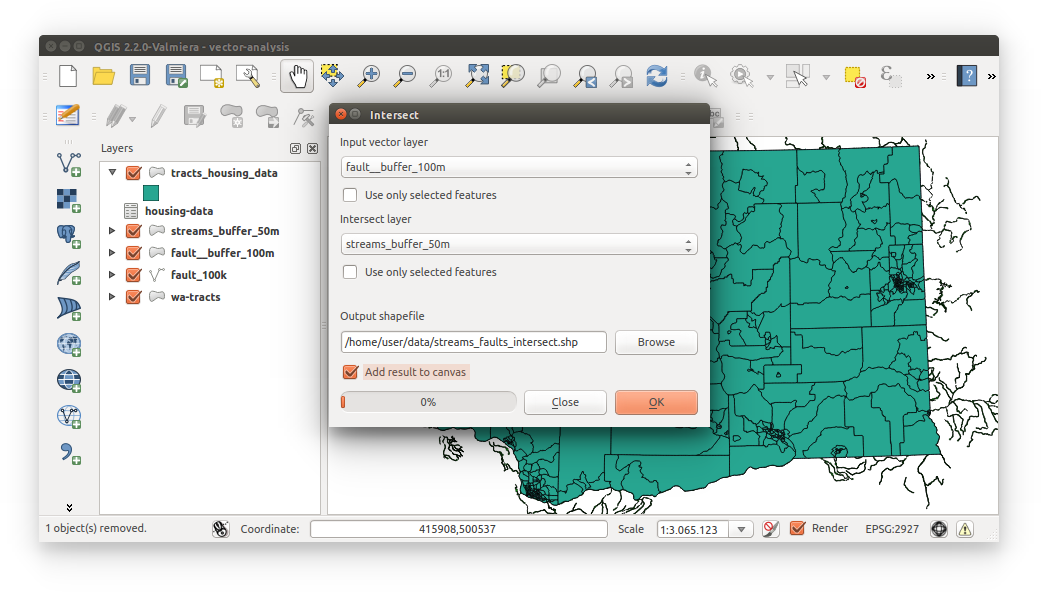 QGIS 2.2.0-Valmiera - vector-analysis
1:1
Intersect
Input vector layer
fault__buffer_100m
Use only selected features
Intersect layer
streams_buffer_50m
Use only selected features
Output shapefile
/home/user/data/streams_faults_intersect.shp
Browse
Add result to canvas
0%
Close
OK
Layers
tracts_housing_data
housing-data
streams_buffer_50m
fault__buffer_100m
fault_100k
wa-tracts
1 object(s) removed.
Coordinate:
415908,500537
Scale
1:3.065.123
Render
EPSG:2927